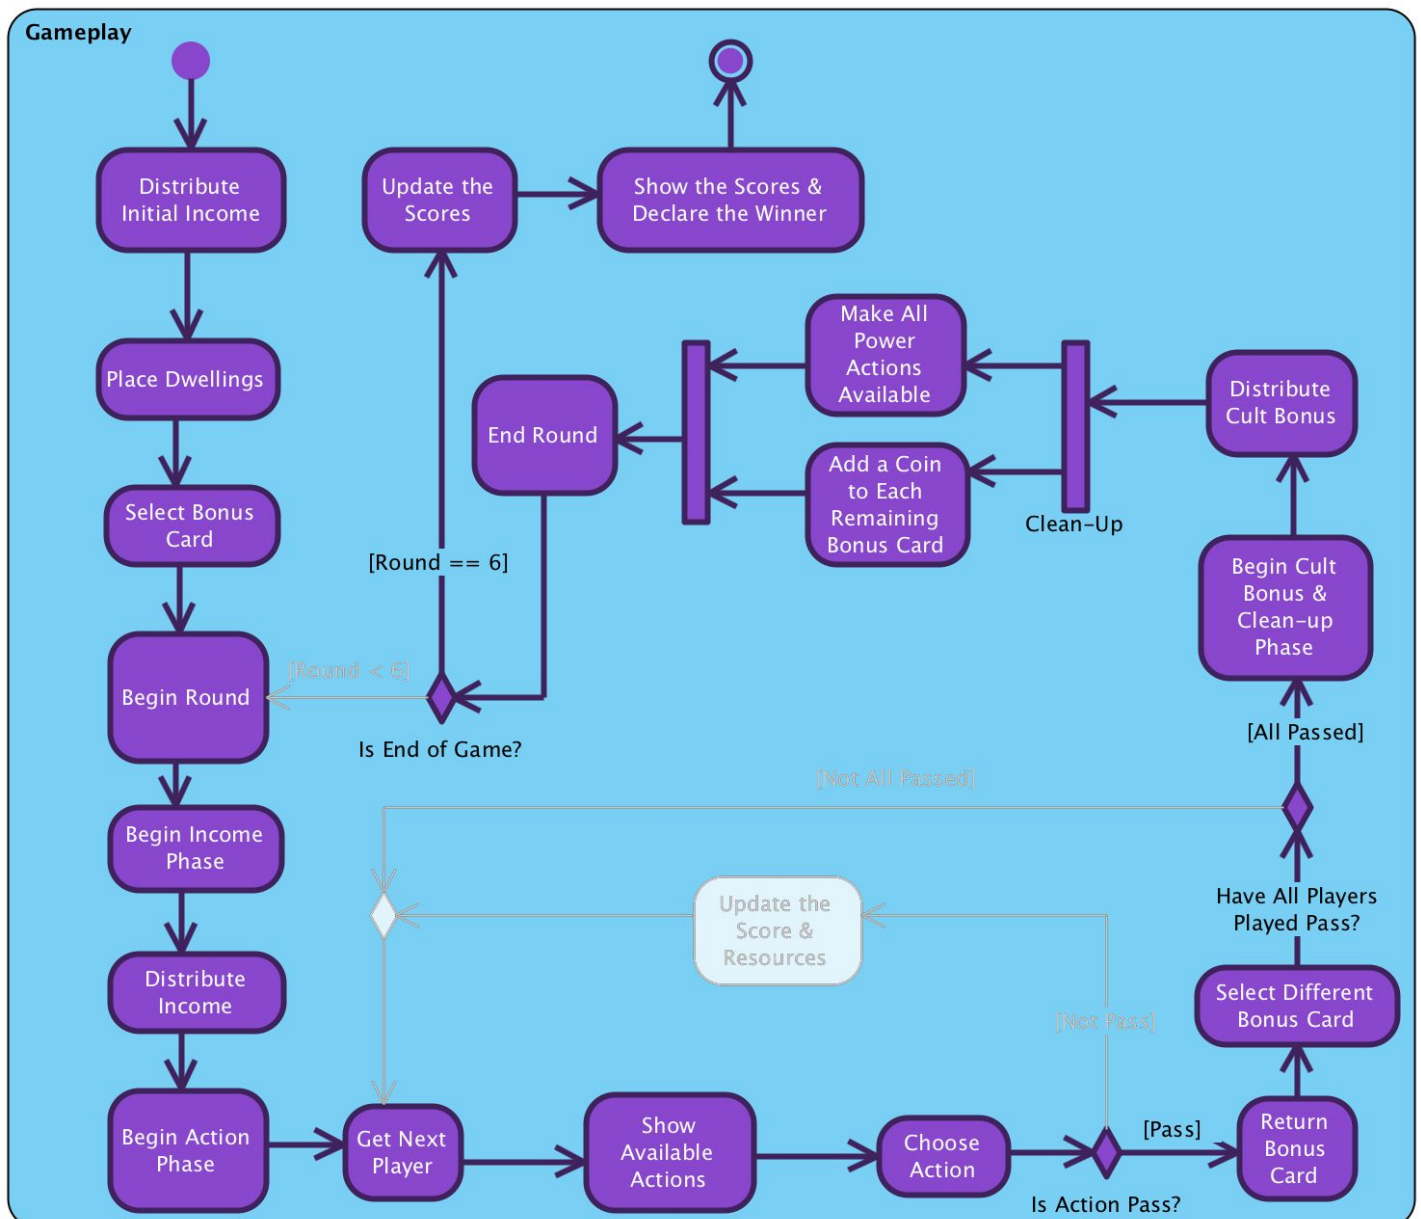 Gameplay
Distribute
Initial Income
Update the
Scores
Show the Scores &
Declare the Winner
Place Dwellings
Select Bonus
Card
Begin Round
Begin Income
Phase
Distribute
Income
Begin Action
Phase
Make All
Power
Actions
Available
Add a Coin
to Each
Remaining
Bonus Card
End Round
Clean-Up
Distribute
Cult Bonus
Begin Cult
Bonus &
Clean-up
Phase
[Round == 6]
[Round < 6]
Is End of Game?
[All Passed]
[Not All Passed]
Have All Players
Played Pass?
Update the
Score &
Resources
Select Different
Bonus Card
[Not Pass]
Get Next
Player
Show
Available
Actions
Choose
Action
[Pass]
Is Action Pass?
Return
Bonus
Card